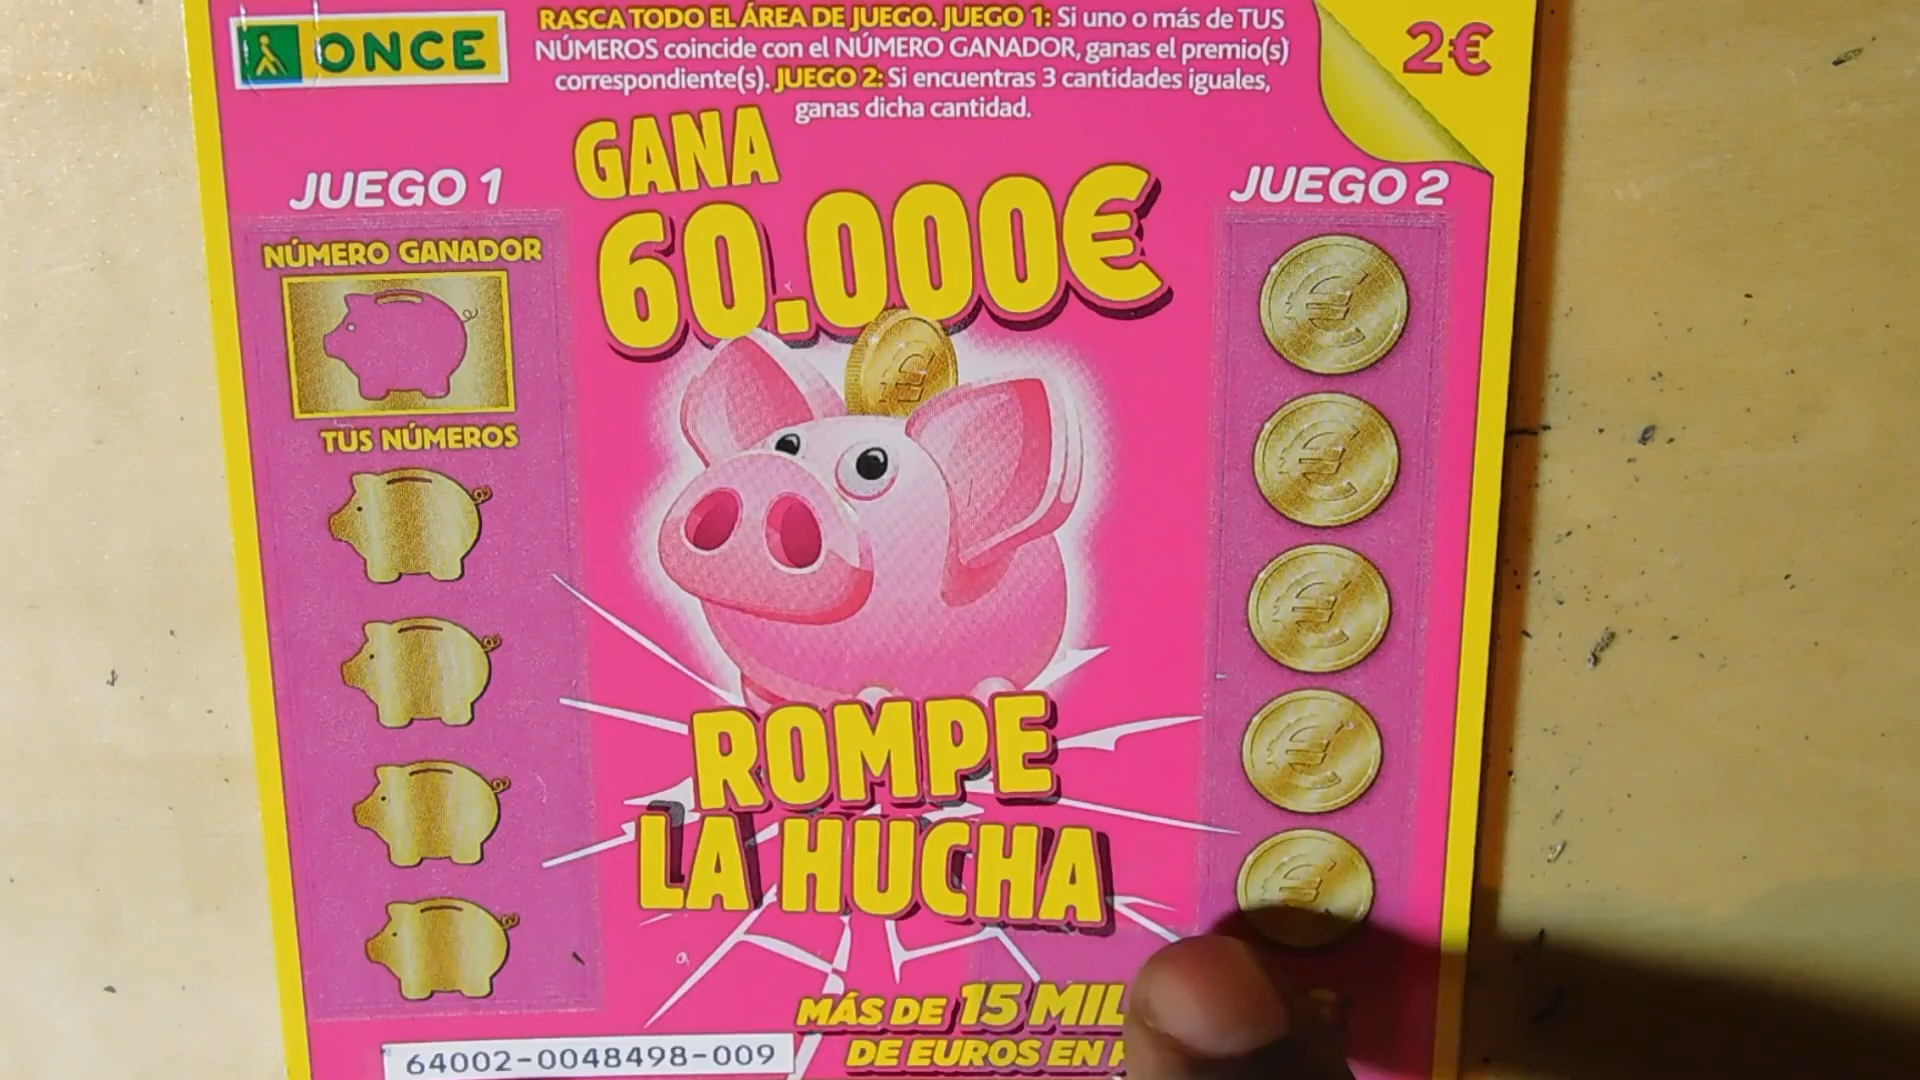 ONCE
RASCA TODO EL ÁREA DE JUEGO. JUEGO 1: Si uno o más de TUS
NÚMEROS coincide con el NÚMERO GANADOR, ganas el premio(s)
correspondiente(s). JUEGO 2: Si encuentras 3 cantidades iguales,
ganas dicha cantidad.
2€
GANA
60.000€
JUEGO 1
NÚMERO GANADOR
TUS NÚMEROS
JUEGO 2
€
€
€
€
€
€
ROMPE
LA HUCHA
MÁS DE 15 MIL
DE EUROS EN
64002-0048498-009